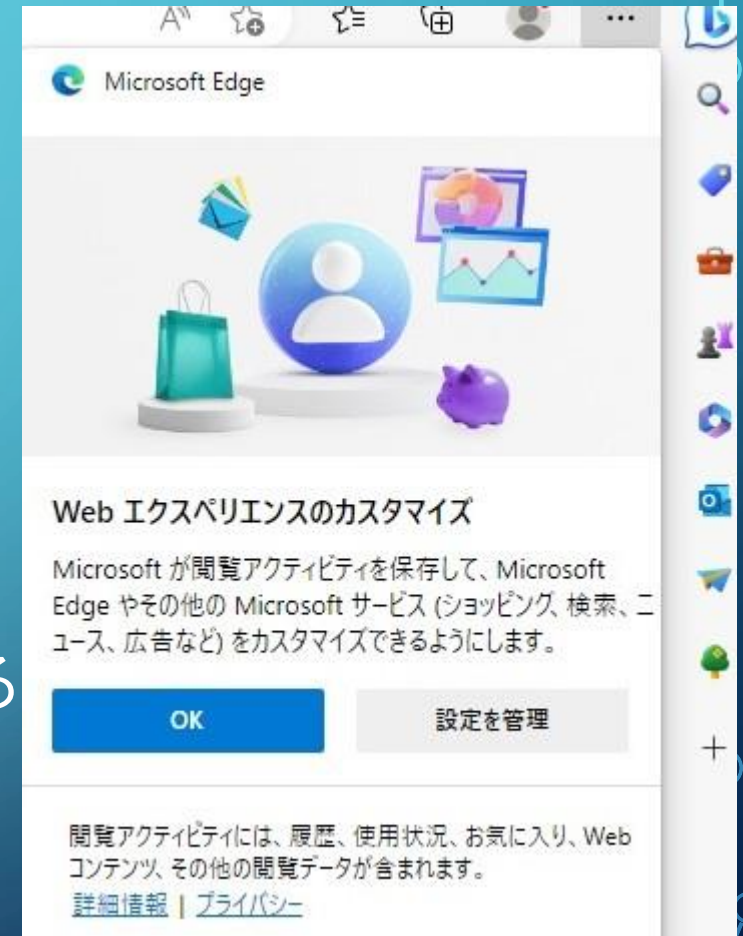 Microsoft Edge
Web エクスペリエンスのカスタマイズ
Microsoft が閲覧アクティビティを保存して、Microsoft
Edge やその他の Microsoft サービス (ショッピング、検索、ニ
ュース、広告など) をカスタマイズできるようにします。
る
OK
設定を管理
閲覧アクティビティには、履歴、使用状況、お気に入り、Web
コンテンツ、その他の閲覧データが含まれます。
詳細情報 | プライバシー